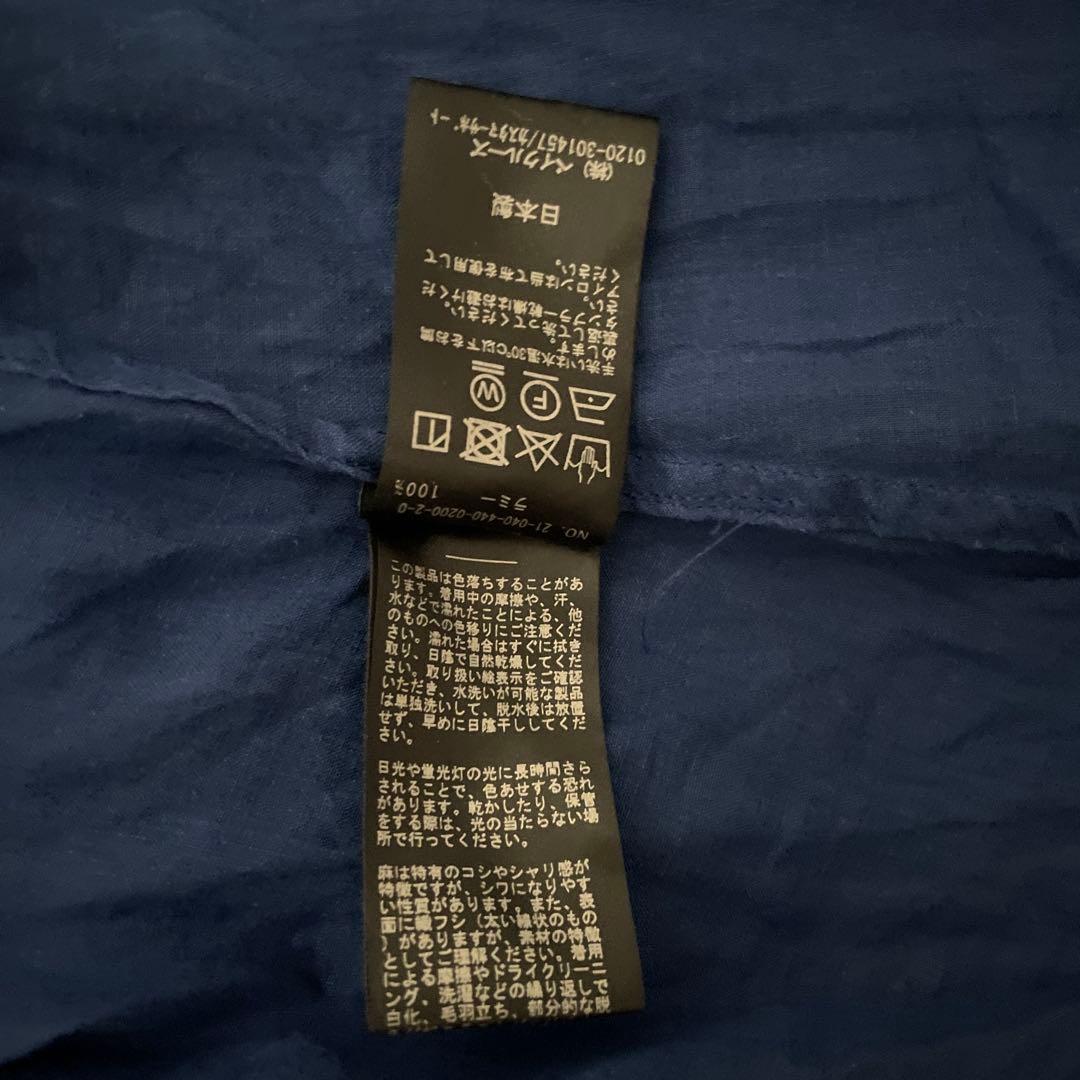 NO. 21-040-440-0200-2-0
ラミー
100%
W
F
手洗いは水温30℃以下をお薦
めします。
裏返して洗ってください。
タンブラー乾燥はお避けくだ
さい。
アイロンは当て布を使用して
ください。
日本製
(株) ベイクルーズ
0120-301457/カスタマーサポート
この製品は色落ちすることがあ
ります。着用中の摩擦や、汗、
水などで濡れたことによる、他
のものへの色移りにご注意くだ
さい。濡れた場合はすぐに拭き
取り、日陰で自然乾燥してくだ
さい。取り扱い絵表示をご確認
いただき、水洗いが可能な製品
は単独洗いして、脱水後は放置
せず、早めに日陰干ししてくだ
さい。
日光や蛍光灯の光に長時間さら
されることで、色あせする恐れ
があります。乾かしたり、保管
をする際は、光の当たらない場
所で行ってください。
麻は特有のコシやシャリ感が
特徴ですが、シワになりやす
い性質があります。また、表
面に織フシ（太い線状のもの
）がありますが、素材の特徴
としてご理解ください。着用
による摩擦やドライクリーニ
ング、洗濯などの繰り返しで
白化、毛羽立ち、部分的な脱